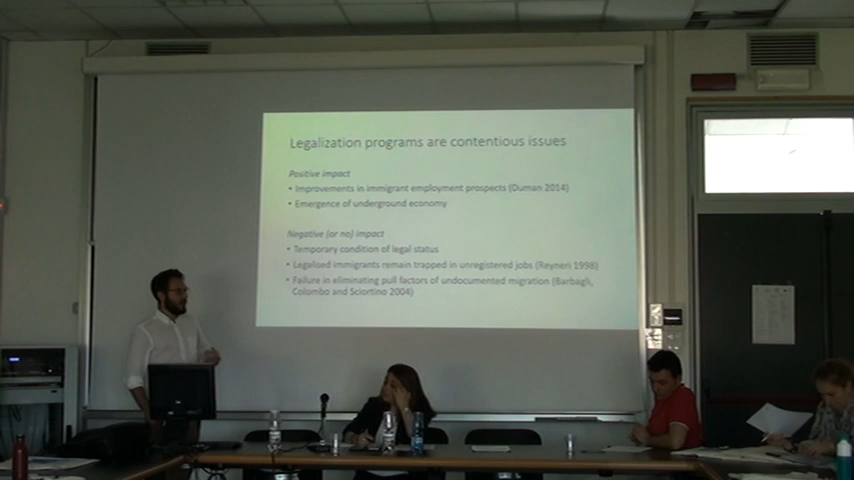 Legalization programs are contentious issues
Positive impact
• Improvements in immigrant employment prospects (Duman 2014)
• Emergence of underground economy
Negative (or no) impact
• Temporary condition of legal status
• Legalised immigrants remain trapped in unregistered jobs (Reyneri 1998)
• Failure in eliminating pull factors of undocumented migration (Barbagli,
Colombo and Sciortino 2004)